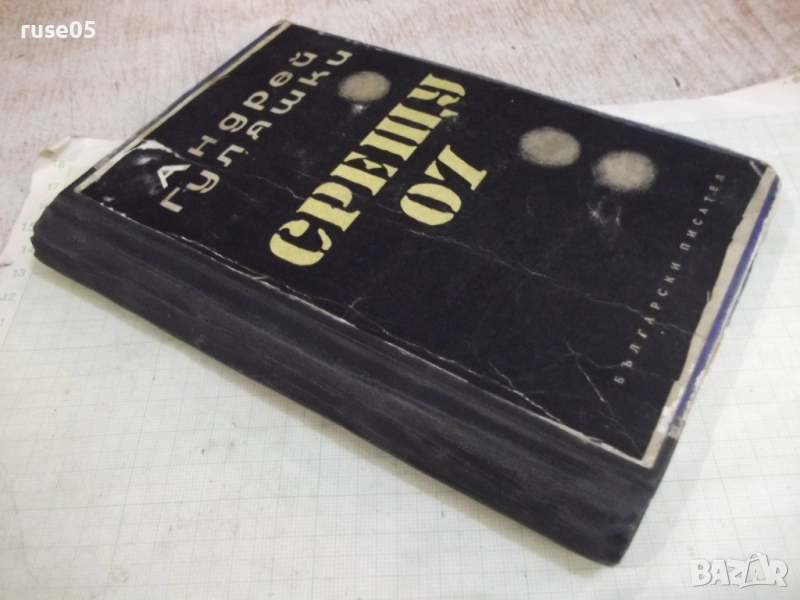 ruse05
Андрей
гуляшки
СРЕЩУ
07
БЪЛГАРСКИ ПИСАТЕЛ
BAZAR